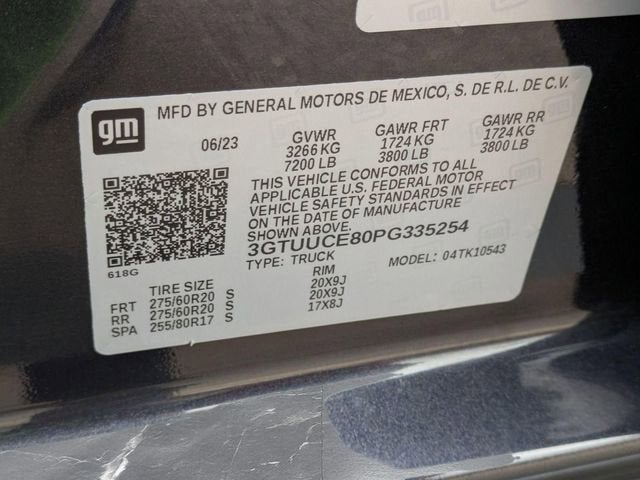 gm
MFD BY GENERAL MOTORS DE MEXICO, S. DE R.L. DE C.V.
06/23 GVWR GAWR FRT GAWR RR
3266 KG 1724 KG 1724 KG
7200 LB 3800 LB 3800 LB
THIS VEHICLE CONFORMS TO ALL
APPLICABLE U.S. FEDERAL MOTOR
VEHICLE SAFETY STANDARDS IN EFFECT
ON THE DATE OF MANUFACTURE
SHOWN ABOVE.
3GTUUCE80PG335254
TYPE: TRUCK MODEL: 04TK10543
618G
TIRE SIZE RIM
FRT 275/60R20 S 20X9J
RR 275/60R20 S 20X9J
SPA 255/80R17 S 17X8J